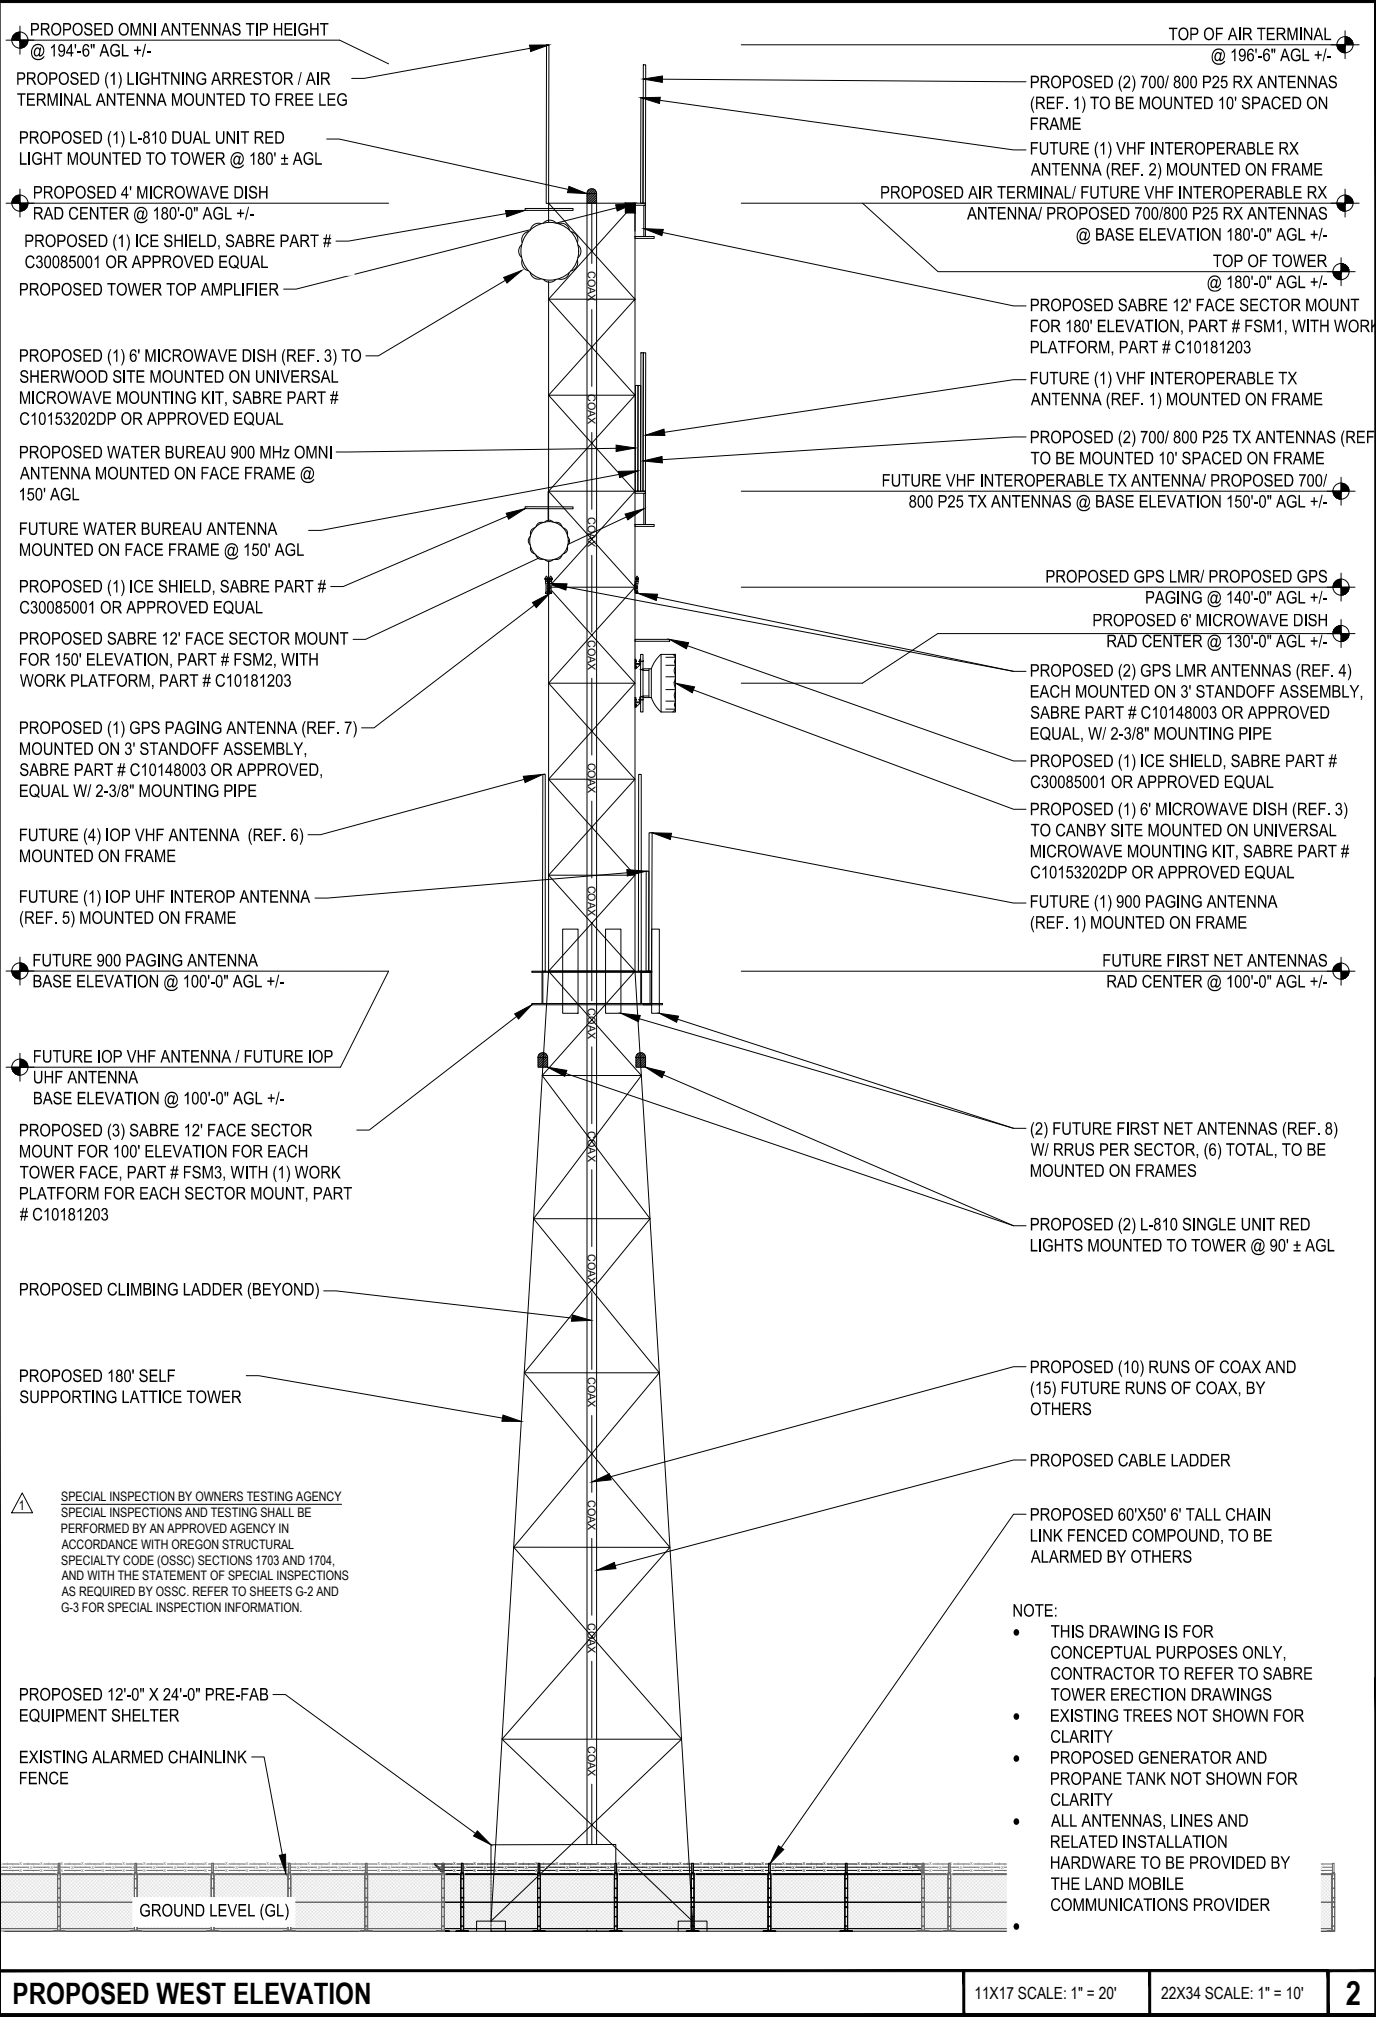 PROPOSED OMNI ANTENNAS TIP HEIGHT
@ 194'-6" AGL +/-
PROPOSED (1) LIGHTNING ARRESTOR / AIR
TERMINAL ANTENNA MOUNTED TO FREE LEG
PROPOSED (1) L-810 DUAL UNIT RED
LIGHT MOUNTED TO TOWER @ 180' ± AGL
PROPOSED 4' MICROWAVE DISH
RAD CENTER @ 180'-0" AGL +/-
PROPOSED (1) ICE SHIELD, SABRE PART #
C30085001 OR APPROVED EQUAL
PROPOSED TOWER TOP AMPLIFIER
PROPOSED (1) 6' MICROWAVE DISH (REF. 3) TO
SHERWOOD SITE MOUNTED ON UNIVERSAL
MICROWAVE MOUNTING KIT, SABRE PART #
C10153202DP OR APPROVED EQUAL
PROPOSED WATER BUREAU 900 MHz OMNI
ANTENNA MOUNTED ON FACE FRAME @
150' AGL
FUTURE WATER BUREAU ANTENNA
MOUNTED ON FACE FRAME @ 150' AGL
PROPOSED (1) ICE SHIELD, SABRE PART #
C30085001 OR APPROVED EQUAL
PROPOSED SABRE 12' FACE SECTOR MOUNT
FOR 150' ELEVATION, PART # FSM2, WITH
WORK PLATFORM, PART # C10181203
PROPOSED (1) GPS PAGING ANTENNA (REF. 7)
MOUNTED ON 3' STANDOFF ASSEMBLY,
SABRE PART # C10148003 OR APPROVED,
EQUAL W/ 2-3/8" MOUNTING PIPE
FUTURE (4) IOP VHF ANTENNA (REF. 6)
MOUNTED ON FRAME
FUTURE (1) IOP UHF INTEROP ANTENNA
(REF. 5) MOUNTED ON FRAME
FUTURE 900 PAGING ANTENNA
BASE ELEVATION @ 100'-0" AGL +/-
FUTURE IOP VHF ANTENNA / FUTURE IOP
UHF ANTENNA
BASE ELEVATION @ 100'-0" AGL +/-
PROPOSED (3) SABRE 12' FACE SECTOR
MOUNT FOR 100' ELEVATION FOR EACH
TOWER FACE, PART # FSM3, WITH (1) WORK
PLATFORM FOR EACH SECTOR MOUNT, PART
# C10181203
PROPOSED CLIMBING LADDER (BEYOND)
PROPOSED 180' SELF
SUPPORTING LATTICE TOWER
1
SPECIAL INSPECTION BY OWNERS TESTING AGENCY
SPECIAL INSPECTIONS AND TESTING SHALL BE
PERFORMED BY AN APPROVED AGENCY IN
ACCORDANCE WITH OREGON STRUCTURAL
SPECIALTY CODE (OSSC) SECTIONS 1703 AND 1704,
AND WITH THE STATEMENT OF SPECIAL INSPECTIONS
AS REQUIRED BY OSSC. REFER TO SHEETS G-2 AND
G-3 FOR SPECIAL INSPECTION INFORMATION.
PROPOSED 12'-0" X 24'-0" PRE-FAB
EQUIPMENT SHELTER
EXISTING ALARMED CHAINLINK
FENCE
GROUND LEVEL (GL)
COAX
COAX
COAX
COAX
COAX
COAX
COAX
COAX
COAX
COAX
COAX
COAX
COAX
TOP OF AIR TERMINAL
@ 196'-6" AGL +/-
PROPOSED (2) 700/ 800 P25 RX ANTENNAS
(REF. 1) TO BE MOUNTED 10' SPACED ON
FRAME
FUTURE (1) VHF INTEROPERABLE RX
ANTENNA (REF. 2) MOUNTED ON FRAME
PROPOSED AIR TERMINAL/ FUTURE VHF INTEROPERABLE RX
ANTENNA/ PROPOSED 700/800 P25 RX ANTENNAS
@ BASE ELEVATION 180'-0" AGL +/-
TOP OF TOWER
@ 180'-0" AGL +/-
PROPOSED SABRE 12' FACE SECTOR MOUNT
FOR 180' ELEVATION, PART # FSM1, WITH WORK
PLATFORM, PART # C10181203
FUTURE (1) VHF INTEROPERABLE TX
ANTENNA (REF. 1) MOUNTED ON FRAME
PROPOSED (2) 700/ 800 P25 TX ANTENNAS (REF
TO BE MOUNTED 10' SPACED ON FRAME
FUTURE VHF INTEROPERABLE TX ANTENNA/ PROPOSED 700/
800 P25 TX ANTENNAS @ BASE ELEVATION 150'-0" AGL +/-
PROPOSED GPS LMR/ PROPOSED GPS
PAGING @ 140'-0" AGL +/-
PROPOSED 6' MICROWAVE DISH
RAD CENTER @ 130'-0" AGL +/-
PROPOSED (2) GPS LMR ANTENNAS (REF. 4)
EACH MOUNTED ON 3' STANDOFF ASSEMBLY,
SABRE PART # C10148003 OR APPROVED
EQUAL, W/ 2-3/8" MOUNTING PIPE
PROPOSED (1) ICE SHIELD, SABRE PART #
C30085001 OR APPROVED EQUAL
PROPOSED (1) 6' MICROWAVE DISH (REF. 3)
TO CANBY SITE MOUNTED ON UNIVERSAL
MICROWAVE MOUNTING KIT, SABRE PART #
C10153202DP OR APPROVED EQUAL
FUTURE (1) 900 PAGING ANTENNA
(REF. 1) MOUNTED ON FRAME
FUTURE FIRST NET ANTENNAS
RAD CENTER @ 100'-0" AGL +/-
(2) FUTURE FIRST NET ANTENNAS (REF. 8)
W/ RRUS PER SECTOR, (6) TOTAL, TO BE
MOUNTED ON FRAMES
PROPOSED (2) L-810 SINGLE UNIT RED
LIGHTS MOUNTED TO TOWER @ 90' ± AGL
PROPOSED (10) RUNS OF COAX AND
(15) FUTURE RUNS OF COAX, BY
OTHERS
PROPOSED CABLE LADDER
PROPOSED 60'X50' 6' TALL CHAIN
LINK FENCED COMPOUND, TO BE
ALARMED BY OTHERS
NOTE:
• THIS DRAWING IS FOR
CONCEPTUAL PURPOSES ONLY,
CONTRACTOR TO REFER TO SABRE
TOWER ERECTION DRAWINGS
• EXISTING TREES NOT SHOWN FOR
CLARITY
• PROPOSED GENERATOR AND
PROPANE TANK NOT SHOWN FOR
CLARITY
• ALL ANTENNAS, LINES AND
RELATED INSTALLATION
HARDWARE TO BE PROVIDED BY
THE LAND MOBILE
COMMUNICATIONS PROVIDER
•
PROPOSED WEST ELEVATION
11X17 SCALE: 1" = 20'
22X34 SCALE: 1" = 10'
2